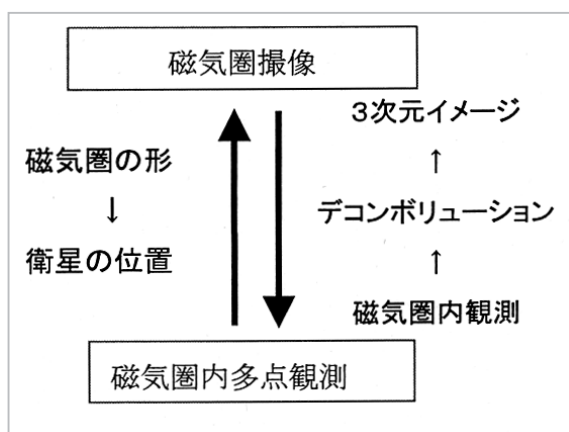 磁気圏撮像
磁気圏の形
↓
衛星の位置
3次元イメージ
↑
デコンボリューション
↑
磁気圏内観測
磁気圏内多点観測